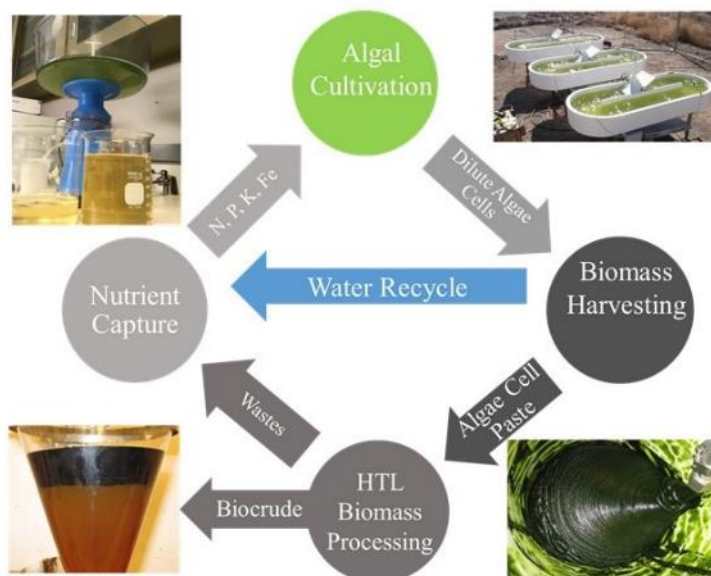 Algal
Cultivation
N, P, K, Fe
Dilute Algae
Cells
Nutrient
Capture
Water Recycle
Biomass
Harvesting
Wastes
Algae Cell
Paste
Biocrude
HTL
Biomass
Processing